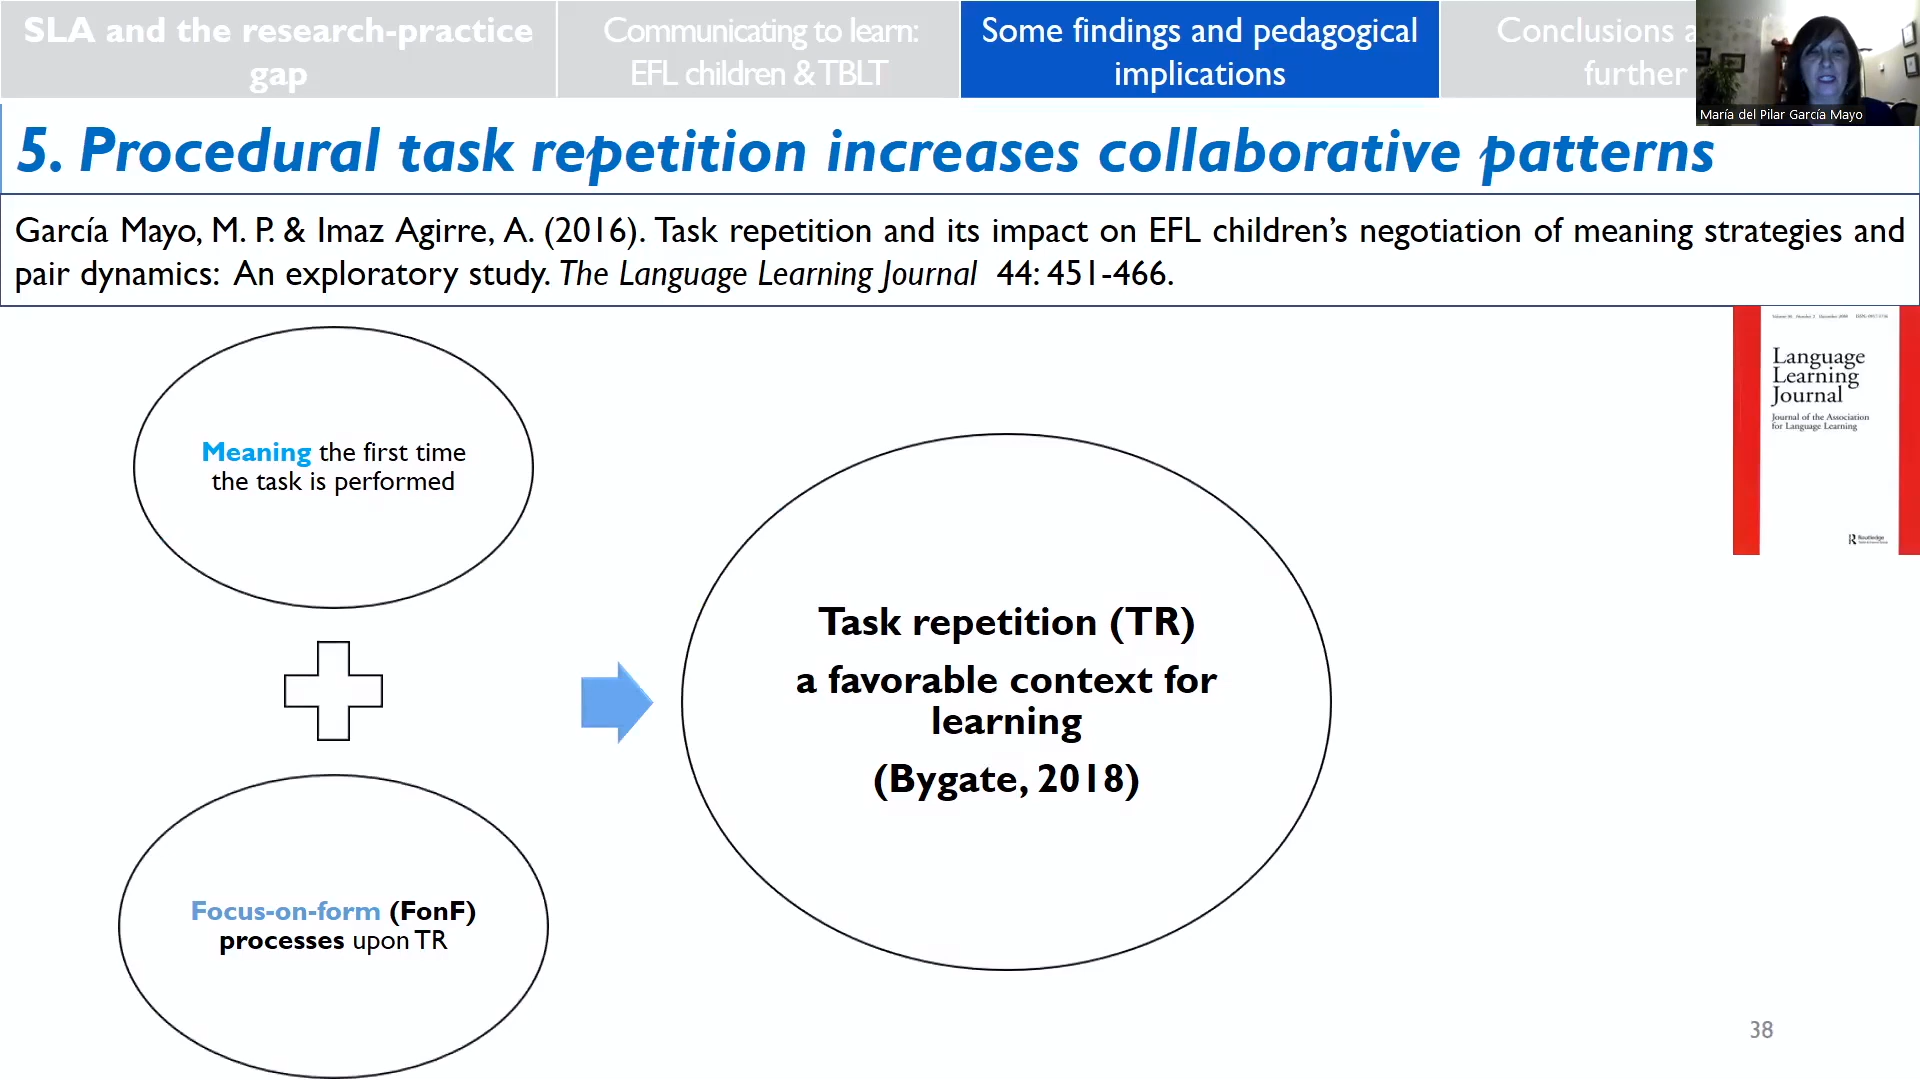 SLA and the research-practice
gap
Communicating to learn:
EFL children & TBLT
Some findings and pedagogical
implications
Conclusions a
further
María del Pilar García Mayo
5. Procedural task repetition increases collaborative patterns
García Mayo, M. P. & Imaz Agirre, A. (2016). Task repetition and its impact on EFL children’s negotiation of meaning strategies and
pair dynamics: An exploratory study. The Language Learning Journal 44: 451-466.
Language
Learning
Journal
Journal of the Association
for Language Learning
Routledge
Meaning the first time
the task is performed
Task repetition (TR)
a favorable context for
learning
(Bygate, 2018)
Focus-on-form (FonF)
processes upon TR
38